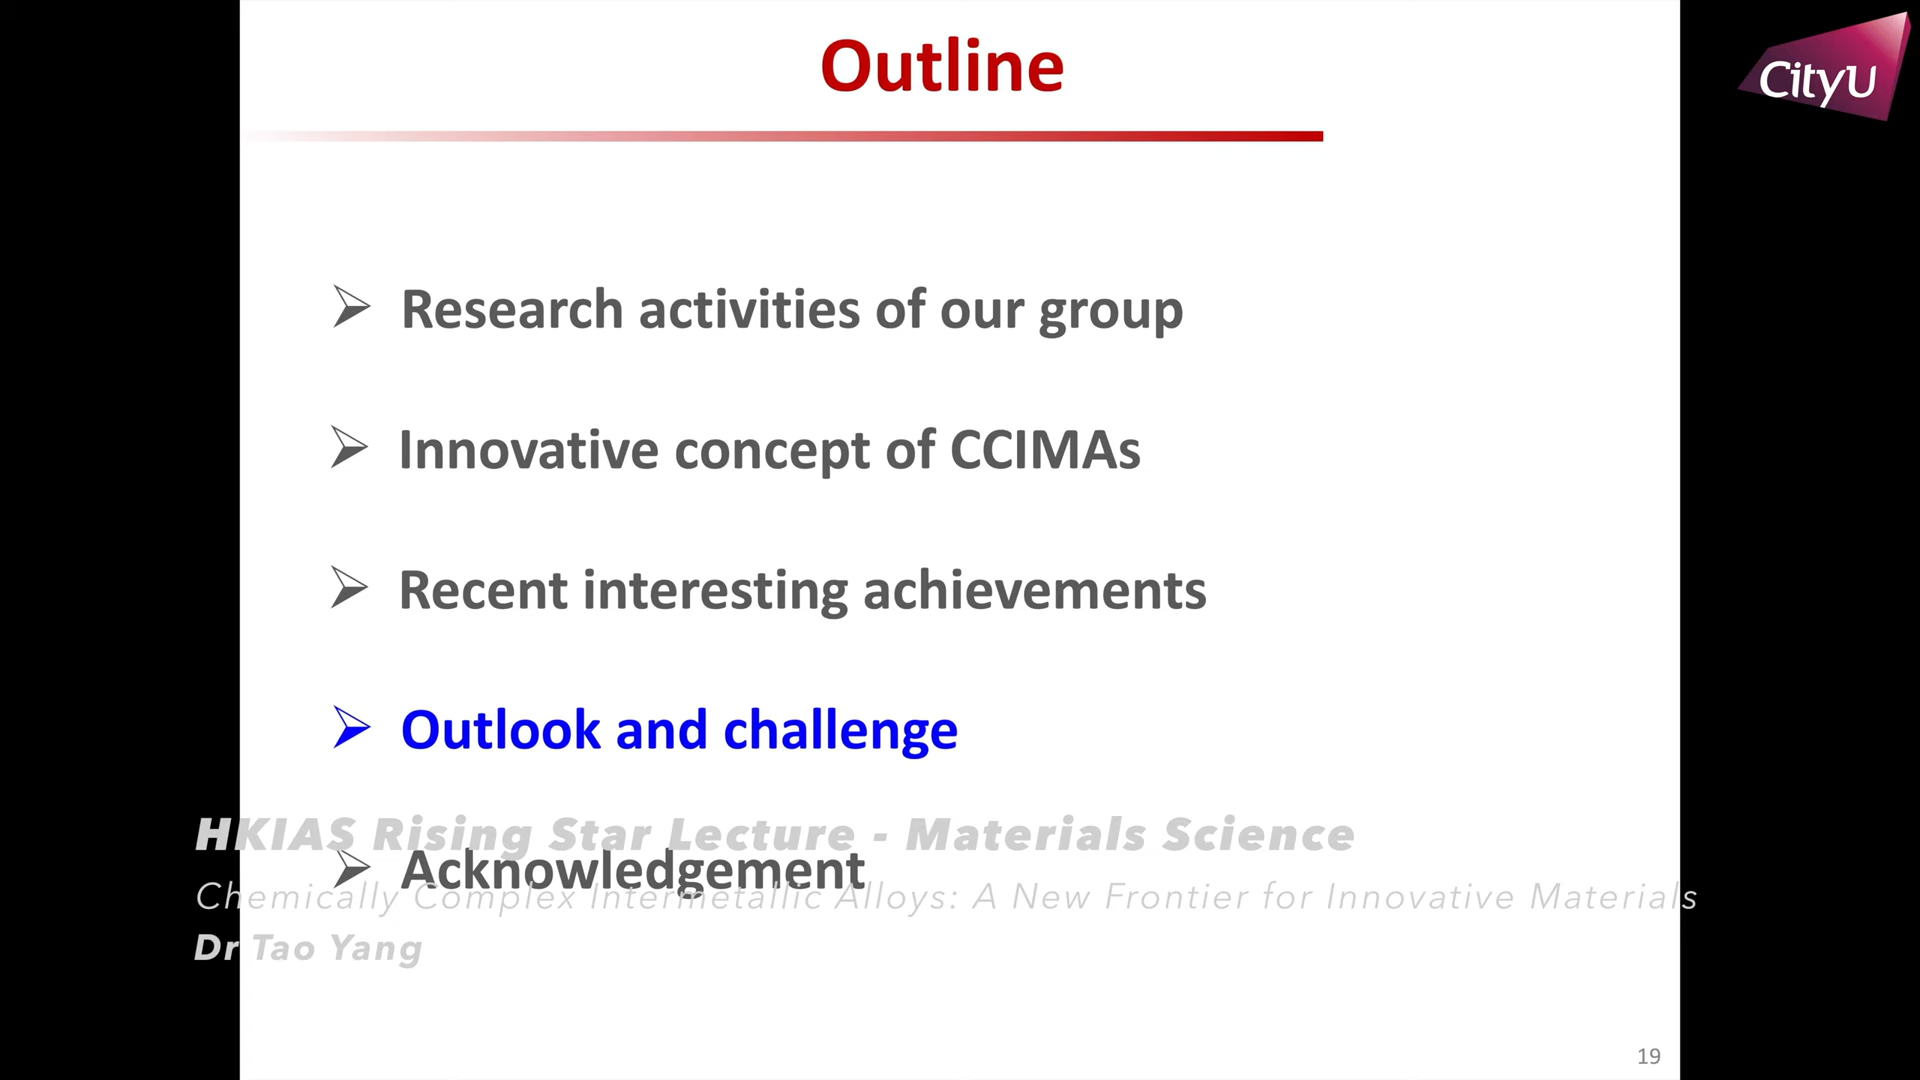 Outline
CityU
Research activities of our group
Innovative concept of CCIMAs
Recent interesting achievements
Outlook and challenge
HKIAS Rising Star Lecture - Materials Science
Acknowledgement
Chemically Complex Intermetallic Alloys: A New Frontier for Innovative Materials
Dr Tao Yang
19